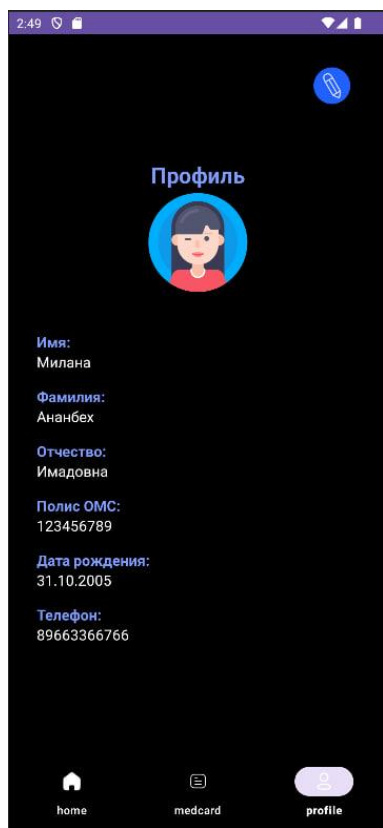 2:49
Профиль
Имя:
Милана
Фамилия:
Ананбех
Отчество:
Имадовна
Полис ОМС:
123456789
Дата рождения:
31.10.2005
Телефон:
89663366766
home medcard profile